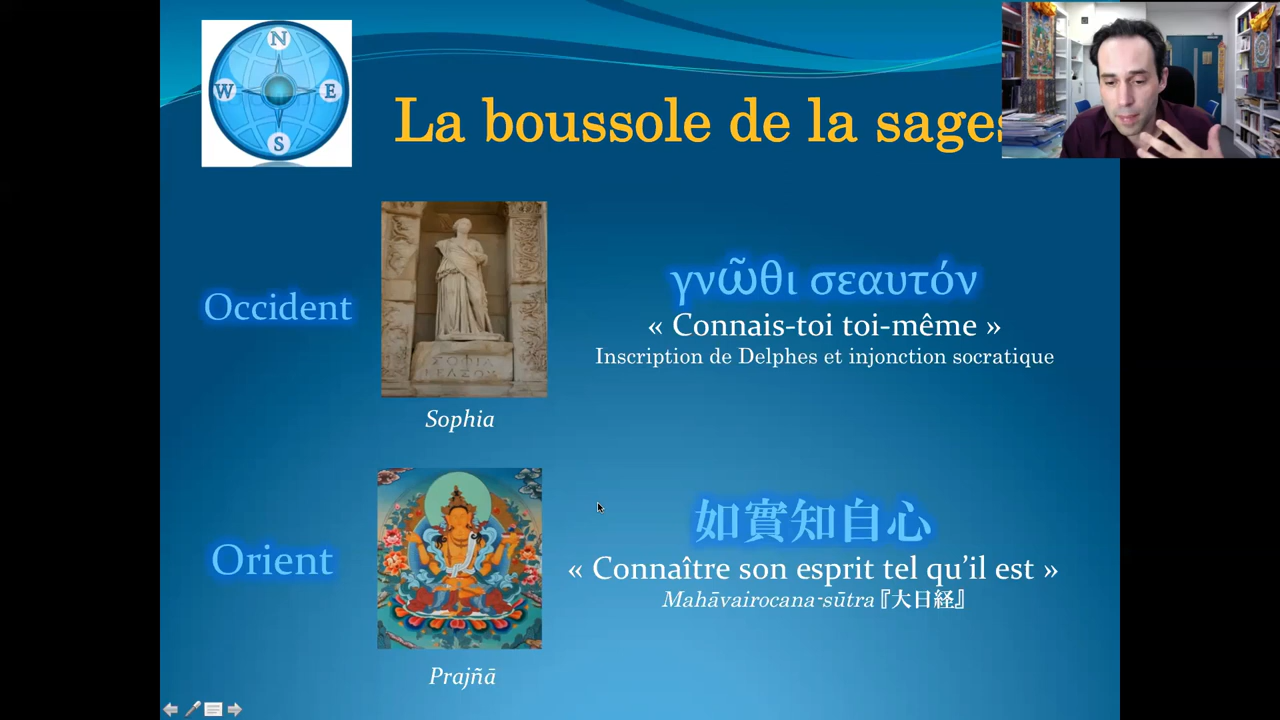 N
W
E
S
La boussole de la sages
Occident
ΣΟΦΙΑ
ΚΕΛΣΟΥ
γνῶθι σεαυτόν
« Connais-toi toi-même »
Inscription de Delphes et injonction socratique
Sophia
Orient
如實知自心
« Connaître son esprit tel qu’il est »
Mahāvairocana-sūtra『大日経』
Prajñā